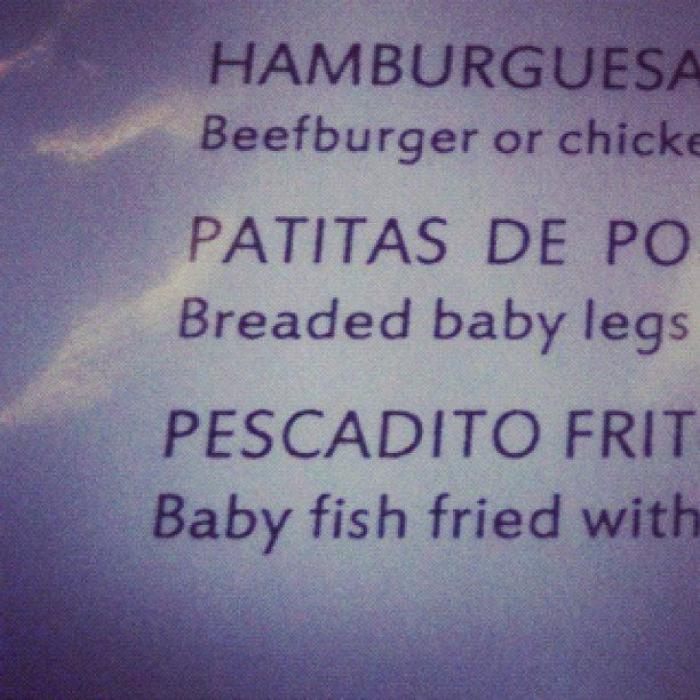 HAMBURGUESA
Beefburger or chicke
PATITAS DE PO
Breaded baby legs
PESCADITO FRIT
Baby fish fried with